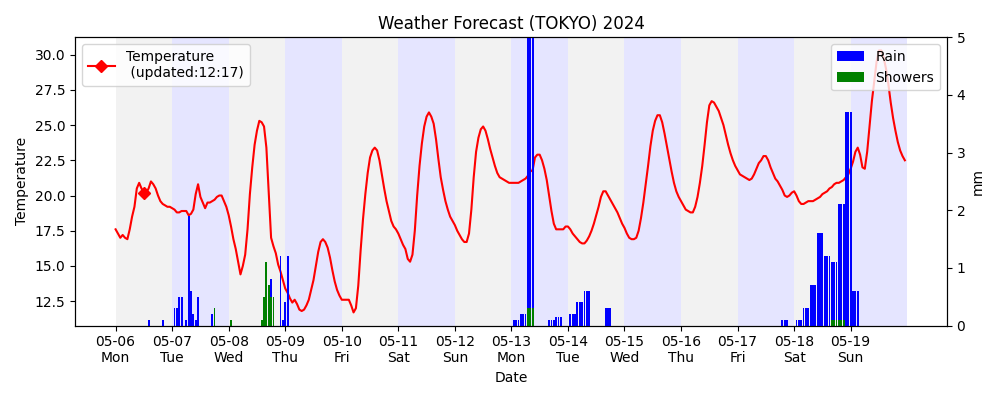 Weather Forecast (TOKYO) 2024
Temperature
(updated:12:17)
Rain
Showers
30.0
27.5
25.0
22.5
20.0
17.5
15.0
12.5
Temperature
5
4
3
2
1
0
mm
05-06 05-07 05-08 05-09 05-10 05-11 05-12 05-13 05-14 05-15 05-16 05-17 05-18 05-19
Mon Tue Wed Thu Fri Sat Sun Mon Tue Wed Thu Fri Sat Sun
Date